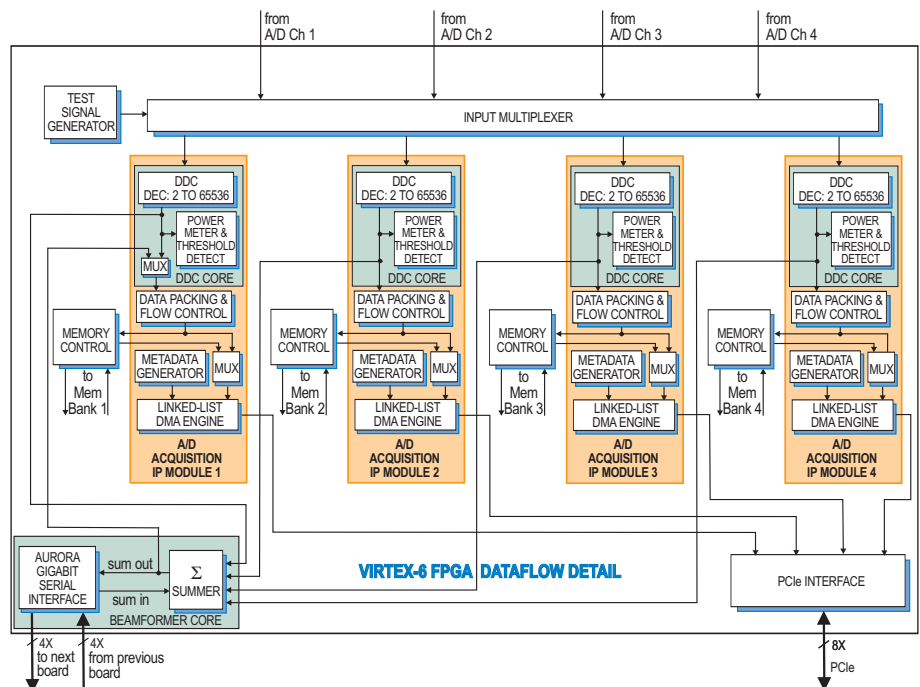 from
A/D Ch 1
from
A/D Ch 2
from
A/D Ch 3
from
A/D Ch 4
TEST
SIGNAL
GENERATOR
INPUT MULTIPLEXER
DDC
DEC: 2 TO 65536
POWER
METER &
THRESHOLD
DETECT
MUX
DDC CORE
DATA PACKING &
FLOW CONTROL
MEMORY
CONTROL
METADATA
GENERATOR
MUX
to
Mem
Bank 1
LINKED-LIST
DMA ENGINE
A/D
ACQUISITION
IP MODULE 1
DDC
DEC: 2 TO 65536
POWER
METER &
THRESHOLD
DETECT
DDC CORE
DATA PACKING &
FLOW CONTROL
MEMORY
CONTROL
METADATA
GENERATOR
MUX
to
Mem
Bank 2
LINKED-LIST
DMA ENGINE
A/D
ACQUISITION
IP MODULE 2
DDC
DEC: 2 TO 65536
POWER
METER &
THRESHOLD
DETECT
DDC CORE
DATA PACKING &
FLOW CONTROL
MEMORY
CONTROL
METADATA
GENERATOR
MUX
to
Mem
Bank 3
LINKED-LIST
DMA ENGINE
A/D
ACQUISITION
IP MODULE 3
DDC
DEC: 2 TO 65536
POWER
METER &
THRESHOLD
DETECT
DDC CORE
DATA PACKING &
FLOW CONTROL
MEMORY
CONTROL
METADATA
GENERATOR
MUX
to
Mem
Bank 4
LINKED-LIST
DMA ENGINE
A/D
ACQUISITION
IP MODULE 4
AURORA
GIGABIT
SERIAL
INTERFACE
sum out
sum in
Σ
SUMMER
BEAMFORMER CORE
VIRTEX-6 FPGA DATAFLOW DETAIL
PCIe INTERFACE
4X
to next
board
4X
from previous
board
8X
PCIe